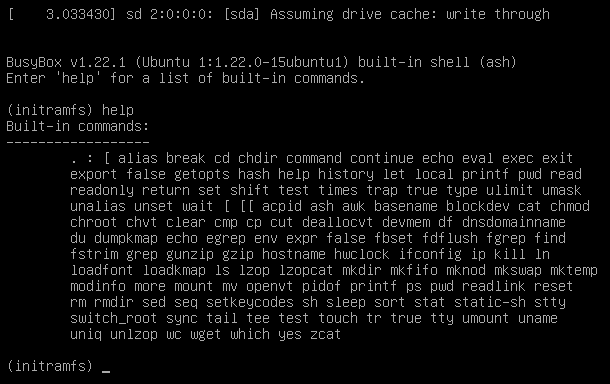 [    3.033430] sd 2:0:0:0: [sda] Assuming drive cache: write through
BusyBox v1.22.1 (Ubuntu 1:1.22.0-15ubuntu1) built-in shell (ash)
Enter 'help' for a list of built-in commands.
(initramfs) help
Built-in commands:
------------------
. : [ alias break cd chdir command continue echo eval exec exit
export false getopts hash help history let local printf pwd read
readonly return set shift test times trap true type ulimit umask
unalias unset wait [ [[ acpid ash awk basename blockdev cat chmod
chroot chvt clear cmp cp cut deallocvt devmem df dnsdomainname
du dumpkmap echo egrep env expr false fbset fdflush fgrep find
fstrim grep gunzip gzip hostname hwclock ifconfig ip kill ln
loadfont loadkmap ls lzop lzopcat mkdir mkfifo mknod mkswap mktemp
modinfo more mount mv openvt pidof printf ps pwd readlink reset
rm rmdir sed seq setkeycodes sh sleep sort stat static-sh stty
switch_root sync tail tee test touch tr true tty umount uname
uniq unlzop wc wget which yes zcat
(initramfs) _